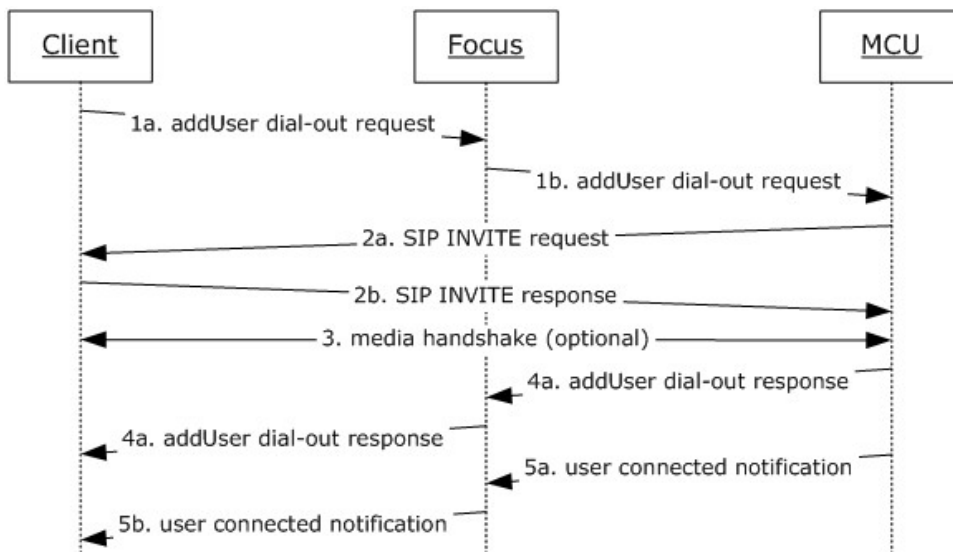 Client
Focus
MCU
1a. addUser dial-out request
1b. addUser dial-out request
2a. SIP INVITE request
2b. SIP INVITE response
3. media handshake (optional)
4a. addUser dial-out response
4a. addUser dial-out response
5a. user connected notification
5b. user connected notification